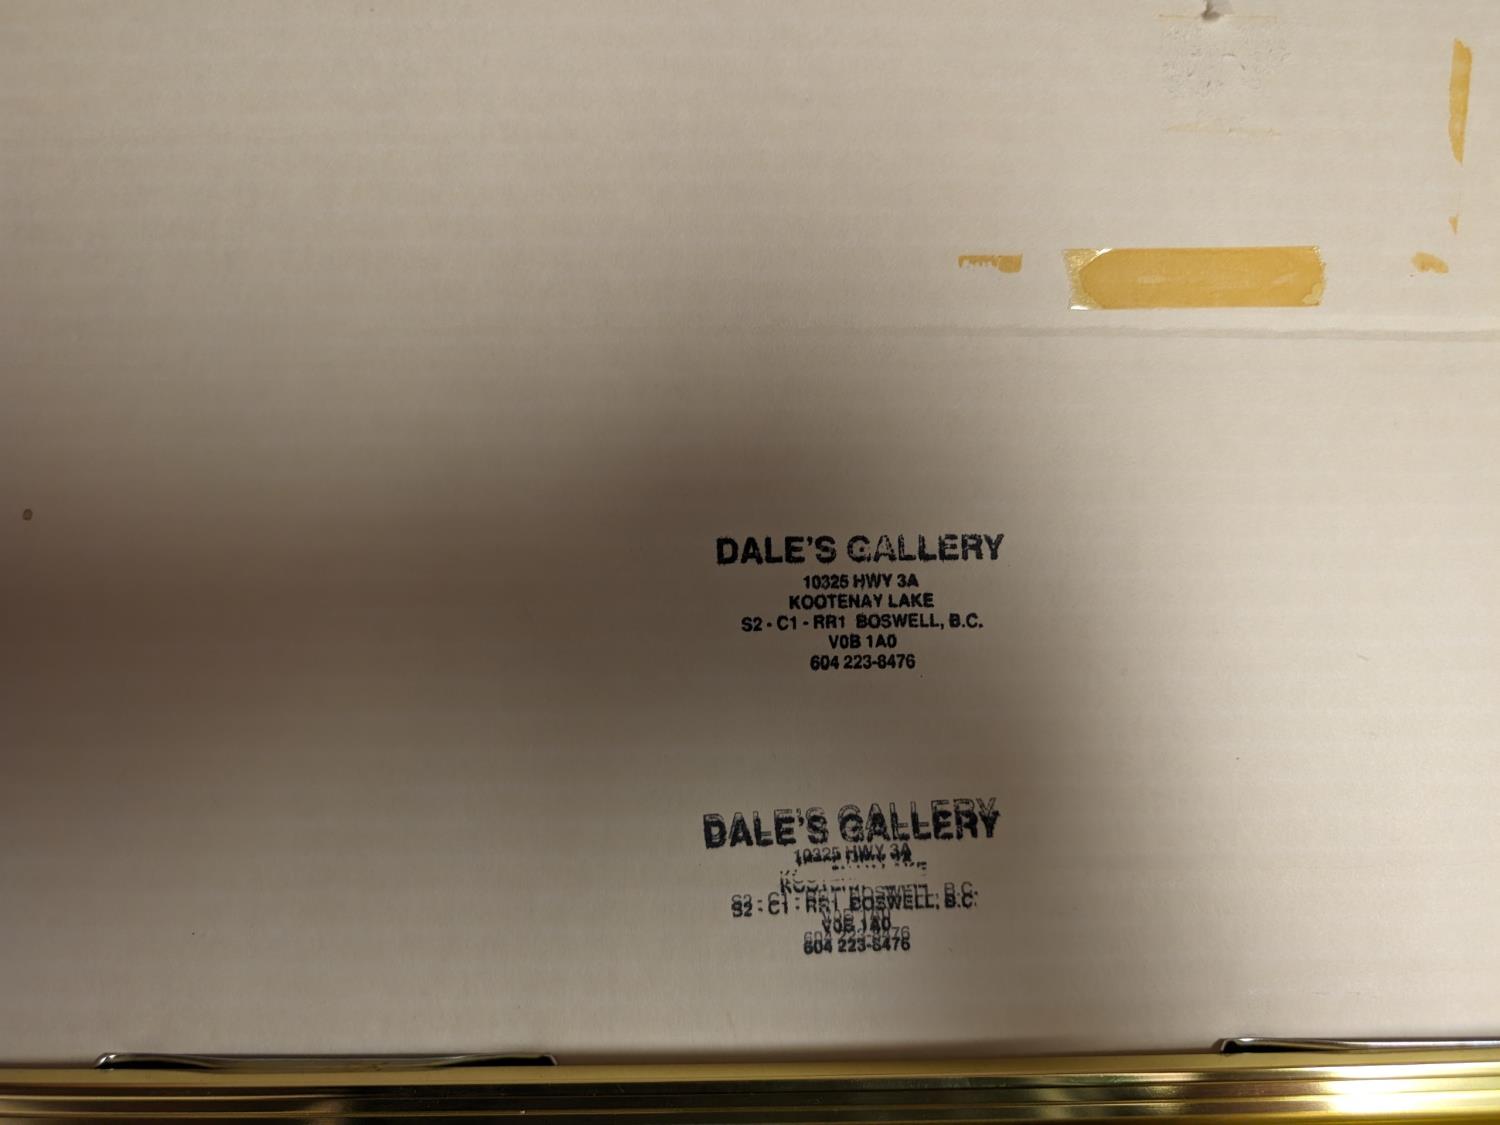 DALE'S GALLERY
10325 HWY 3A
KOOTENAY LAKE
S2 - C1 - RR1 BOSWELL, B.C.
V0B 1A0
604 223-8476
DALE'S GALLERY
10325 HWY 3A
S2 - C1 - RR1 BOSWELL, B.C.
V0B 1A0
604 223-8476